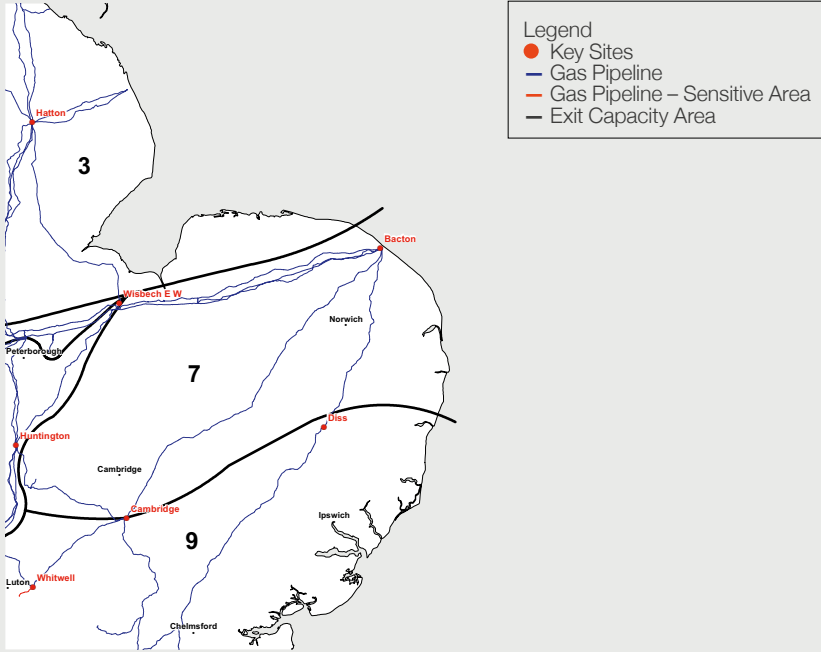 Legend
Key Sites
Gas Pipeline
Gas Pipeline – Sensitive Area
Exit Capacity Area
Hatton
3
Bacton
Wisbech E W
Norwich
Peterborough
7
Diss
Huntington
Cambridge
Cambridge
Ipswich
9
Whitwell
Luton
Chelmsford